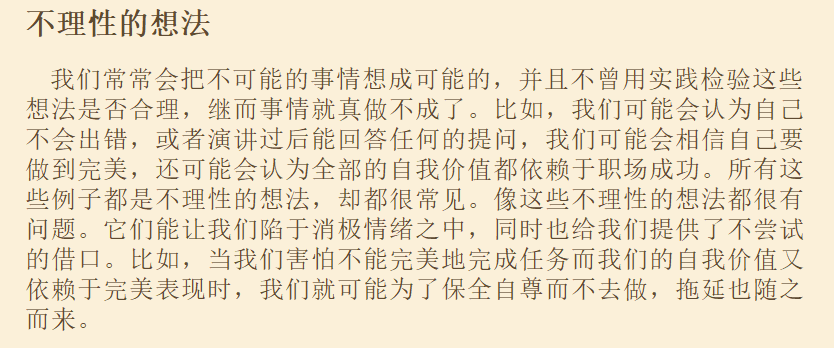 不理性的想法
我们常常会把不可能的事情想成可能的，并且不曾用实践检验这些
想法是否合理，继而事情就真做不成了。比如，我们可能会认为自己
不会出错，或者演讲过后能回答任何的提问，我们可能会相信自己要
做到完美，还可能会认为全部的自我价值都依赖于职场成功。所有这
些例子都是不理性的想法，却都很常见。像这些不理性的想法都很有
问题。它们能让我们陷于消极情绪之中，同时也给我们提供了不尝试
的借口。比如，当我们害怕不能完美地完成任务而我们的自我价值又
依赖于完美表现时，我们就可能为了保全自尊而不去做，拖延也随之
而来。